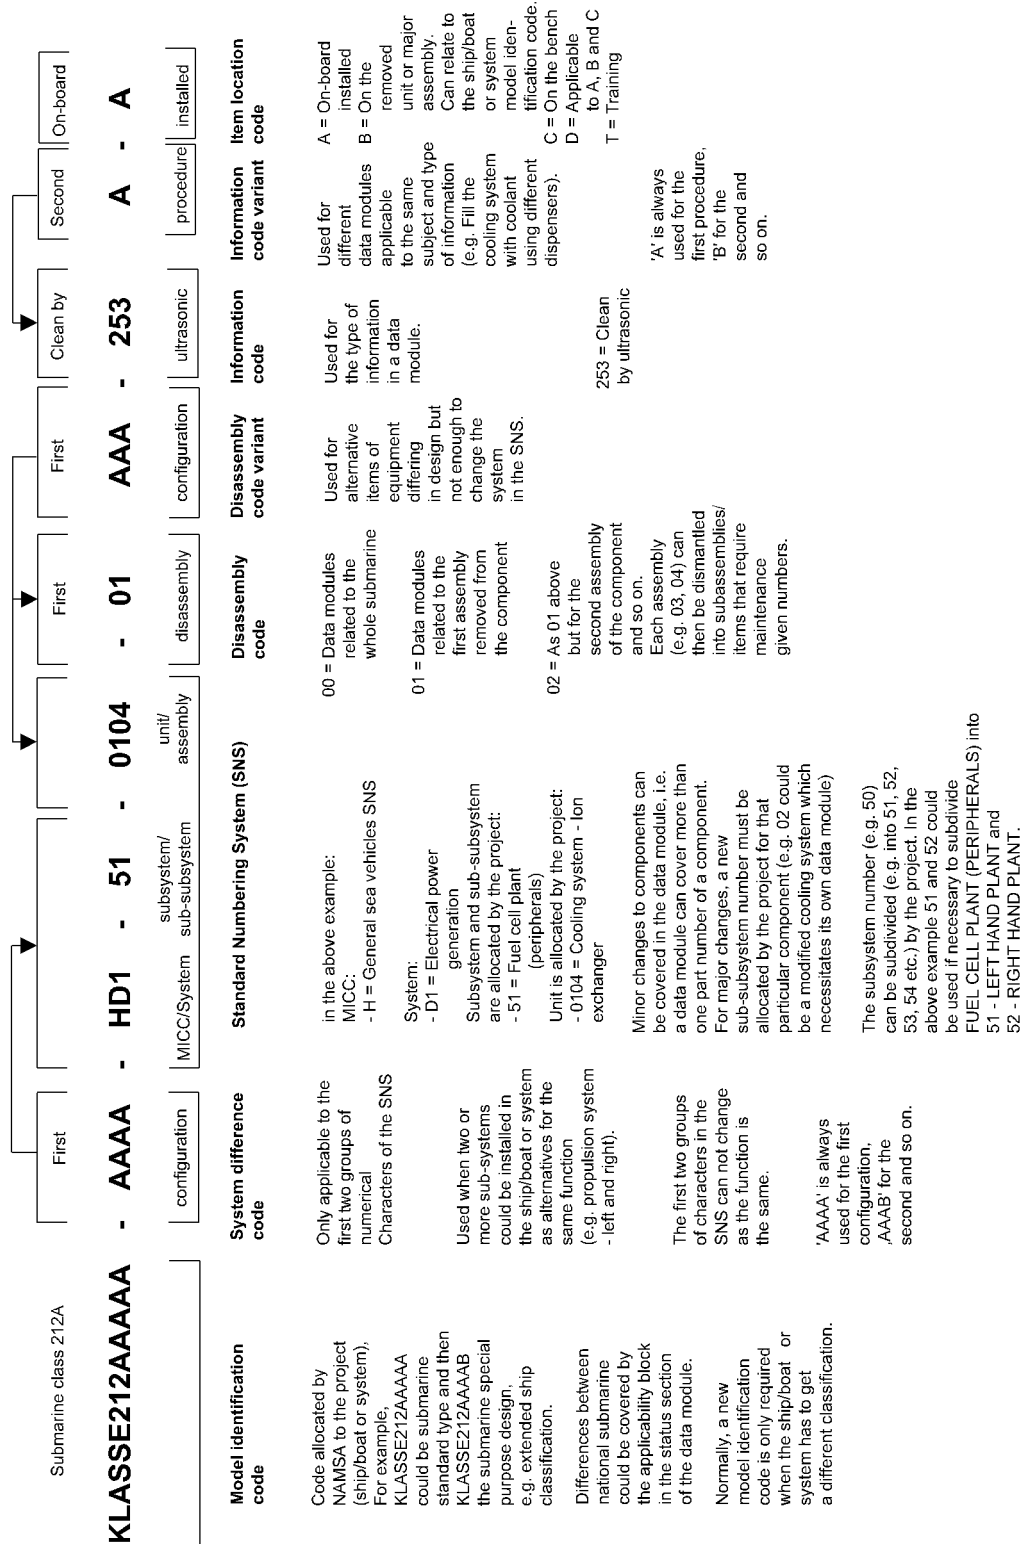 Submarine class 212A
First
First
First
Clean by
Second
On-board
KLASSE212AAAAA - AAAA - HD1 - 51 - 0104 - 01 AAA - 253 A - A
configuration
MICC/System
subsystem/
sub-subsystem
unit/
assembly
disassembly
configuration
ultrasonic
procedure
installed
Model identification
code
Code allocated by
NAMSA to the project
(ship/boat or system),
For example,
KLASSE212AAAAA
could be submarine
standard type and then
KLASSE212AAAAB
the submarine special
purpose design,
e.g. extended ship
classification.
Differences between
national submarine
could be covered by
the applicability block
in the status section
of the data module.
Normally, a new
model identification
code is only required
when the ship/boat or
system has to get
a different classification.
System difference
code
Only applicable to the
first two groups of
numerical
Characters of the SNS
Used when two or
more sub-systems
could be installed in
the ship/boat or system
as alternatives for the
same function
(e.g. propulsion system
- left and right).
The first two groups
of characters in the
SNS can not change
as the function is
the same.
'AAAA' is always
used for the first
configuration,
,AAAB' for the
second and so on.
Standard Numbering System (SNS)
in the above example:
MICC:
- H = General sea vehicles SNS
System:
- D1 = Electrical power
generation
Subsystem and sub-subsystem
are allocated by the project:
- 51 = Fuel cell plant
(peripherals)
Unit is allocated by the project:
- 0104 = Cooling system - Ion
exchanger
Minor changes to components can
be covered in the data module, i.e.
a data module can cover more than
one part number of a component.
For major changes, a new
sub-subsystem number must be
allocated by the project for that
particular component (e.g. 02 could
be a modified cooling system which
necessitates its own data module)
The subsystem number (e.g. 50)
can be subdivided (e.g. into 51, 52,
53, 54 etc.) by the project. In the
above example 51 and 52 could
be used if necessary to subdivide
FUEL CELL PLANT (PERIPHERALS) into
51 - LEFT HAND PLANT and
52 - RIGHT HAND PLANT.
Disassembly
code
00 = Data modules
related to the
whole submarine
01 = Data modules
related to the
first assembly
removed from
the component
02 = As 01 above
but for the
second assembly
of the component
and so on.
Each assembly
(e.g. 03, 04) can
then be dismantled
into subassemblies/
items that require
maintenance
given numbers.
Disassembly
code variant
Used for
alternative
items of
equipment
differing
in design but
not enough to
change the
system
in the SNS.
Information
code
Used for
the type of
information
in a data
module.
253 = Clean
by ultrasonic
Information
code variant
Used for
different
data modules
applicable
to the same
subject and type
of information
(e.g. Fill the
cooling system
with coolant
using different
dispensers).
'A' is always
used for the
first procedure,
'B' for the
second and
so on.
Item location
code
A = On-board
installed
B = On the
removed
unit or major
assembly.
Can relate to
the ship/boat
or system
model iden-
tification code.
C = On the bench
D = Applicable
to A, B and C
T = Training